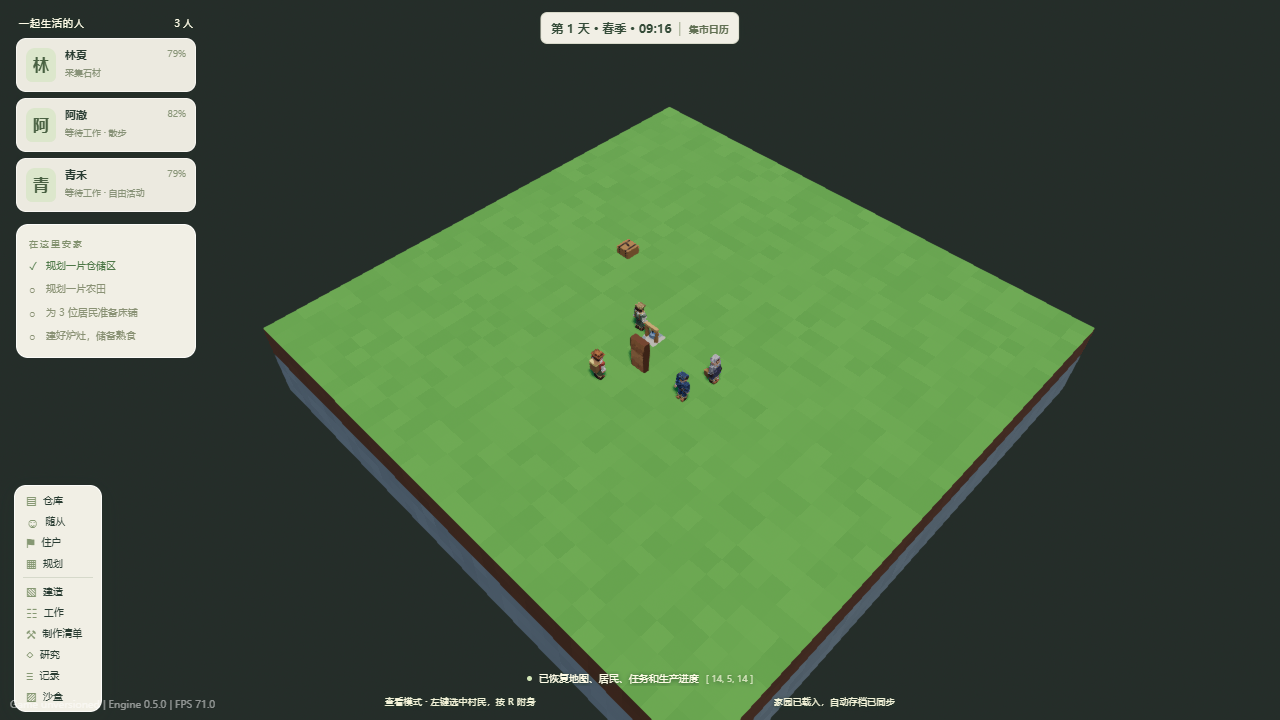 一起生活的人 3 人
第 1 天 • 春季 • 09:16 | 集市日历
林
林夏
79%
采集石材
阿
阿澈
82%
等待工作 · 散步
青
青禾
79%
等待工作 · 自由活动
在这里安家
✓ 规划一片仓储区
○ 规划一片农田
○ 为 3 位居民准备床铺
○ 建好炉灶，储备熟食
仓库
随从
住户
规划
建造
工作
制作清单
研究
记录
沙盒
| Engine 0.5.0 | FPS 71.0
已恢复地图、居民、任务和生产进度 [ 14, 5, 14 ]
查看模式 · 左键选中村民，按 R 附身
家园已载入，自动存档已同步